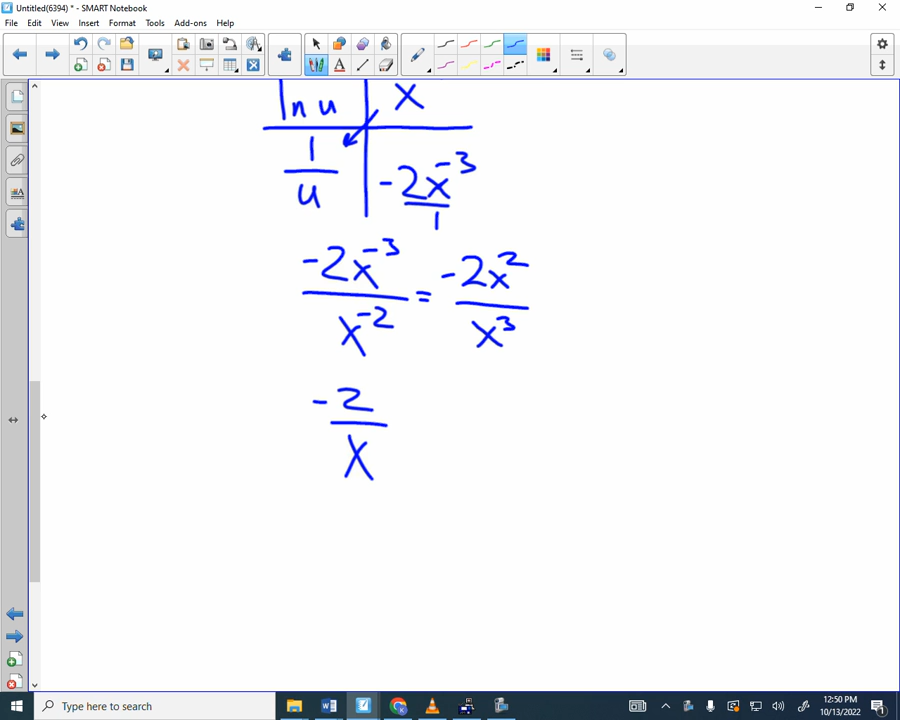 Untitled(6394) * - SMART Notebook
File Edit View Insert Format Tools Add-ons Help
ln u | x
1/u | -2x^-3/1
-2x^-3/x^-2 = -2x^2/x^3
-2/x
Type here to search
12:50 PM
10/13/2022
1